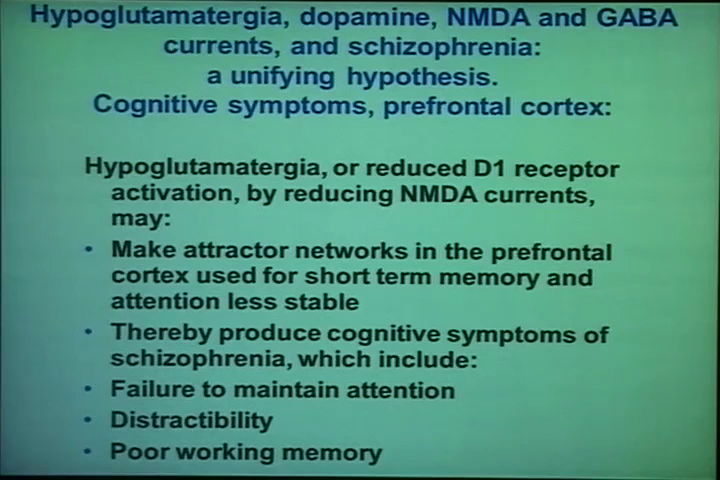 Hypoglutamatergia, dopamine, NMDA and GABA
currents, and schizophrenia:
a unifying hypothesis.
Cognitive symptoms, prefrontal cortex:
Hypoglutamatergia, or reduced D1 receptor
activation, by reducing NMDA currents,
may:
• Make attractor networks in the prefrontal
cortex used for short term memory and
attention less stable
• Thereby produce cognitive symptoms of
schizophrenia, which include:
• Failure to maintain attention
• Distractibility
• Poor working memory